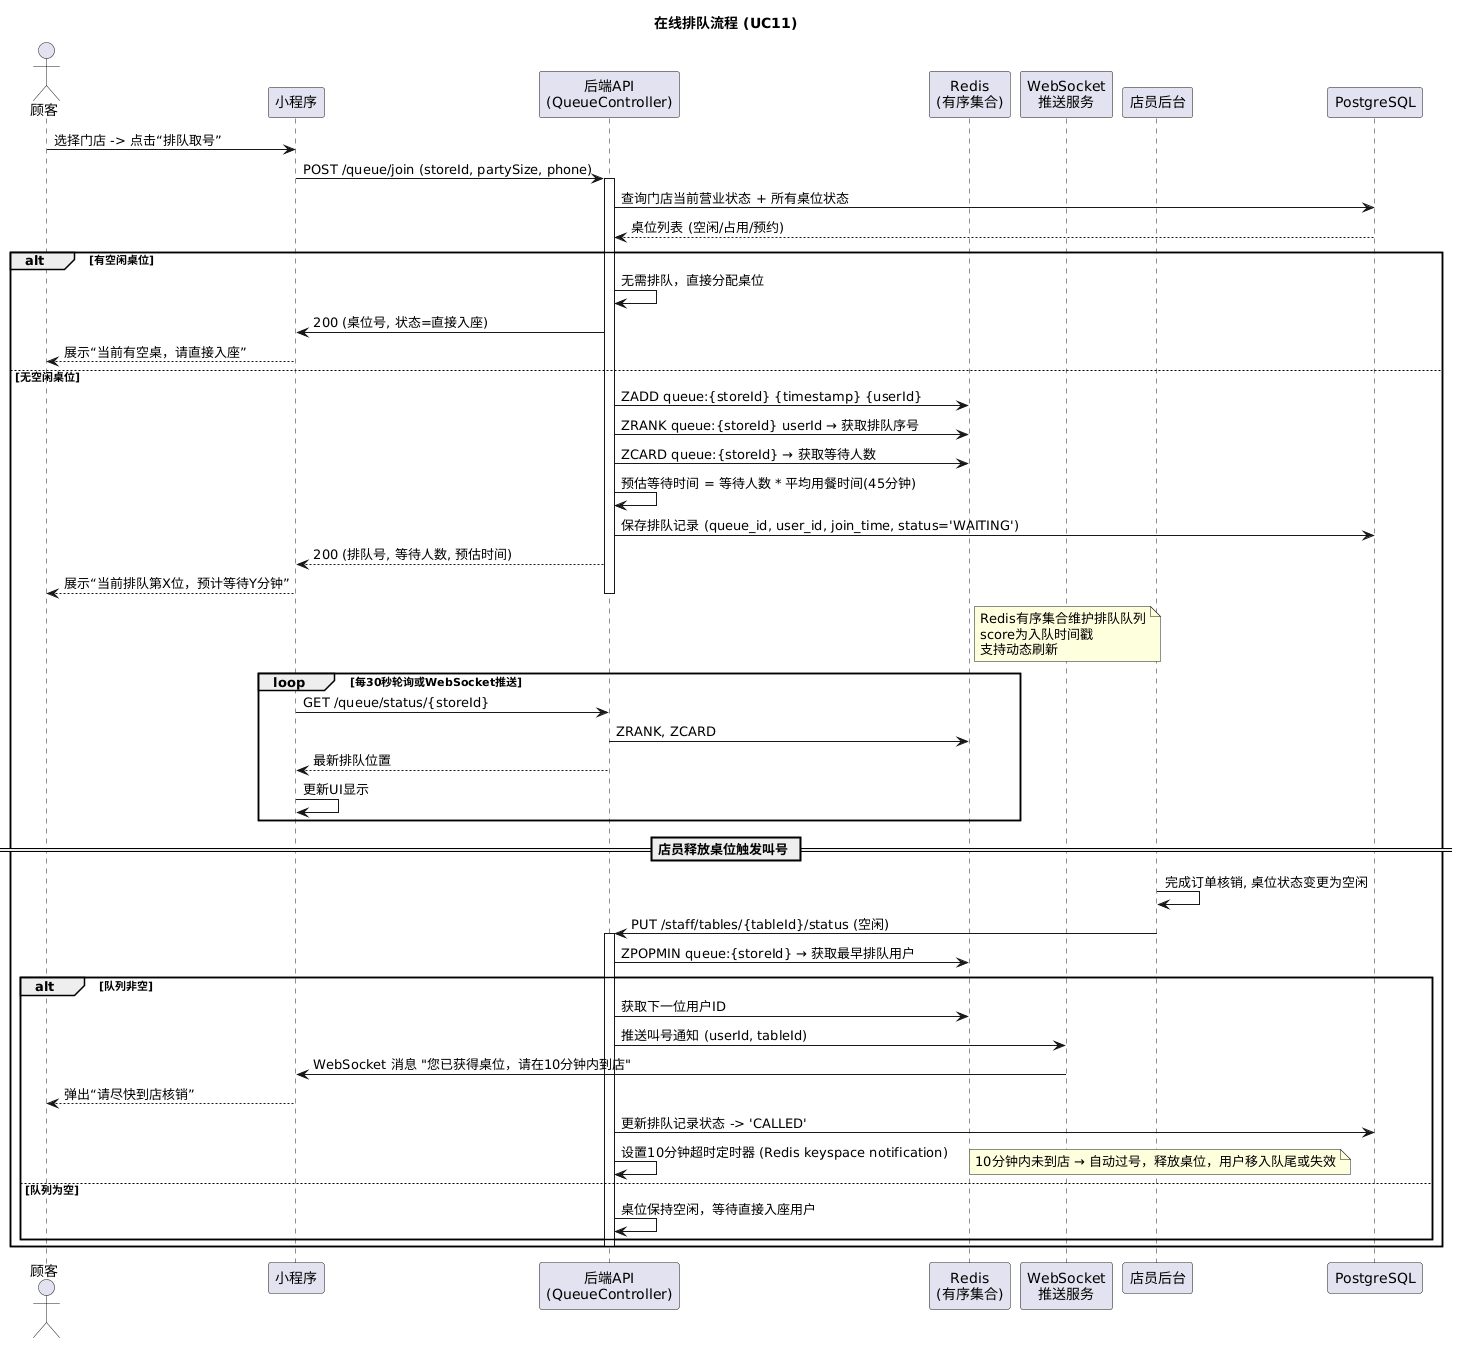 在线排队流程 (UC11)
顾客
小程序
后端API
(QueueController)
Redis
(有序集合)
WebSocket
推送服务
店员后台
PostgreSQL
选择门店 -> 点击“排队取号”
POST /queue/join (storeId, partySize, phone)
查询门店当前营业状态 + 所有桌位状态
桌位列表 (空闲/占用/预约)
alt [有空闲桌位]
无需排队，直接分配桌位
200 (桌位号, 状态=直接入座)
展示“当前有空桌，请直接入座”
[无空闲桌位]
ZADD queue:{storeId} {timestamp} {userId}
ZRANK queue:{storeId} userId → 获取排队序号
ZCARD queue:{storeId} → 获取等待人数
预估等待时间 = 等待人数 * 平均用餐时间(45分钟)
保存排队记录 (queue_id, user_id, join_time, status='WAITING')
200 (排队号, 等待人数, 预估时间)
展示“当前排队第X位，预计等待Y分钟”
Redis有序集合维护排队队列
score为入队时间戳
支持动态刷新
loop [每30秒轮询或WebSocket推送]
GET /queue/status/{storeId}
ZRANK, ZCARD
最新排队位置
更新UI显示
店员释放桌位触发叫号
完成订单核销, 桌位状态变更为空闲
PUT /staff/tables/{tableId}/status (空闲)
ZPOPMIN queue:{storeId} → 获取最早排队用户
alt [队列非空]
获取下一位用户ID
推送叫号通知 (userId, tableId)
WebSocket 消息 "您已获得桌位，请在10分钟内到店"
弹出“请尽快到店核销”
更新排队记录状态 -> 'CALLED'
设置10分钟超时定时器 (Redis keyspace notification)
10分钟内未到店 → 自动过号，释放桌位，用户移入队尾或失效
[队列为空]
桌位保持空闲，等待直接入座用户
顾客
小程序
后端API
(QueueController)
Redis
(有序集合)
WebSocket
推送服务
店员后台
PostgreSQL